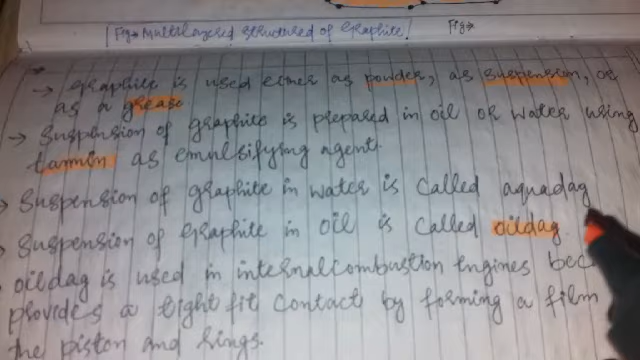 Fig→ Multilayered structured of graphite.
Fig→
→ graphite is used either as powder, as suspension, or
as a grease
→ Suspension of graphite is prepared in oil or water using
tannin as emulsifying agent.
Suspension of graphite in water is called aquadag
Suspension of graphite in oil is called oildag.
oildag is used in internal combustion engines bec
provides a tight fit contact by forming a film
the piston and rings.